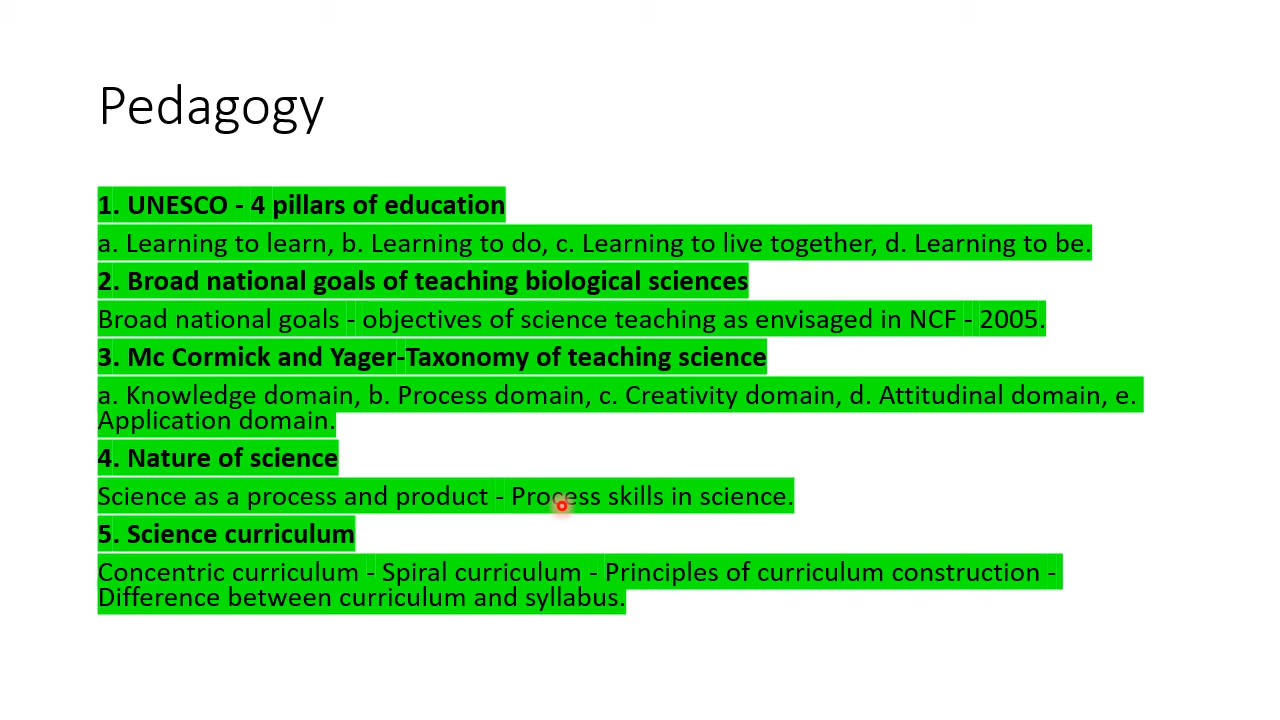 Pedagogy
1. UNESCO - 4 pillars of education
a. Learning to learn, b. Learning to do, c. Learning to live together, d. Learning to be.
2. Broad national goals of teaching biological sciences
Broad national goals - objectives of science teaching as envisaged in NCF - 2005.
3. Mc Cormick and Yager-Taxonomy of teaching science
a. Knowledge domain, b. Process domain, c. Creativity domain, d. Attitudinal domain, e.
Application domain.
4. Nature of science
Science as a process and product - Process skills in science.
5. Science curriculum
Concentric curriculum - Spiral curriculum - Principles of curriculum construction -
Difference between curriculum and syllabus.